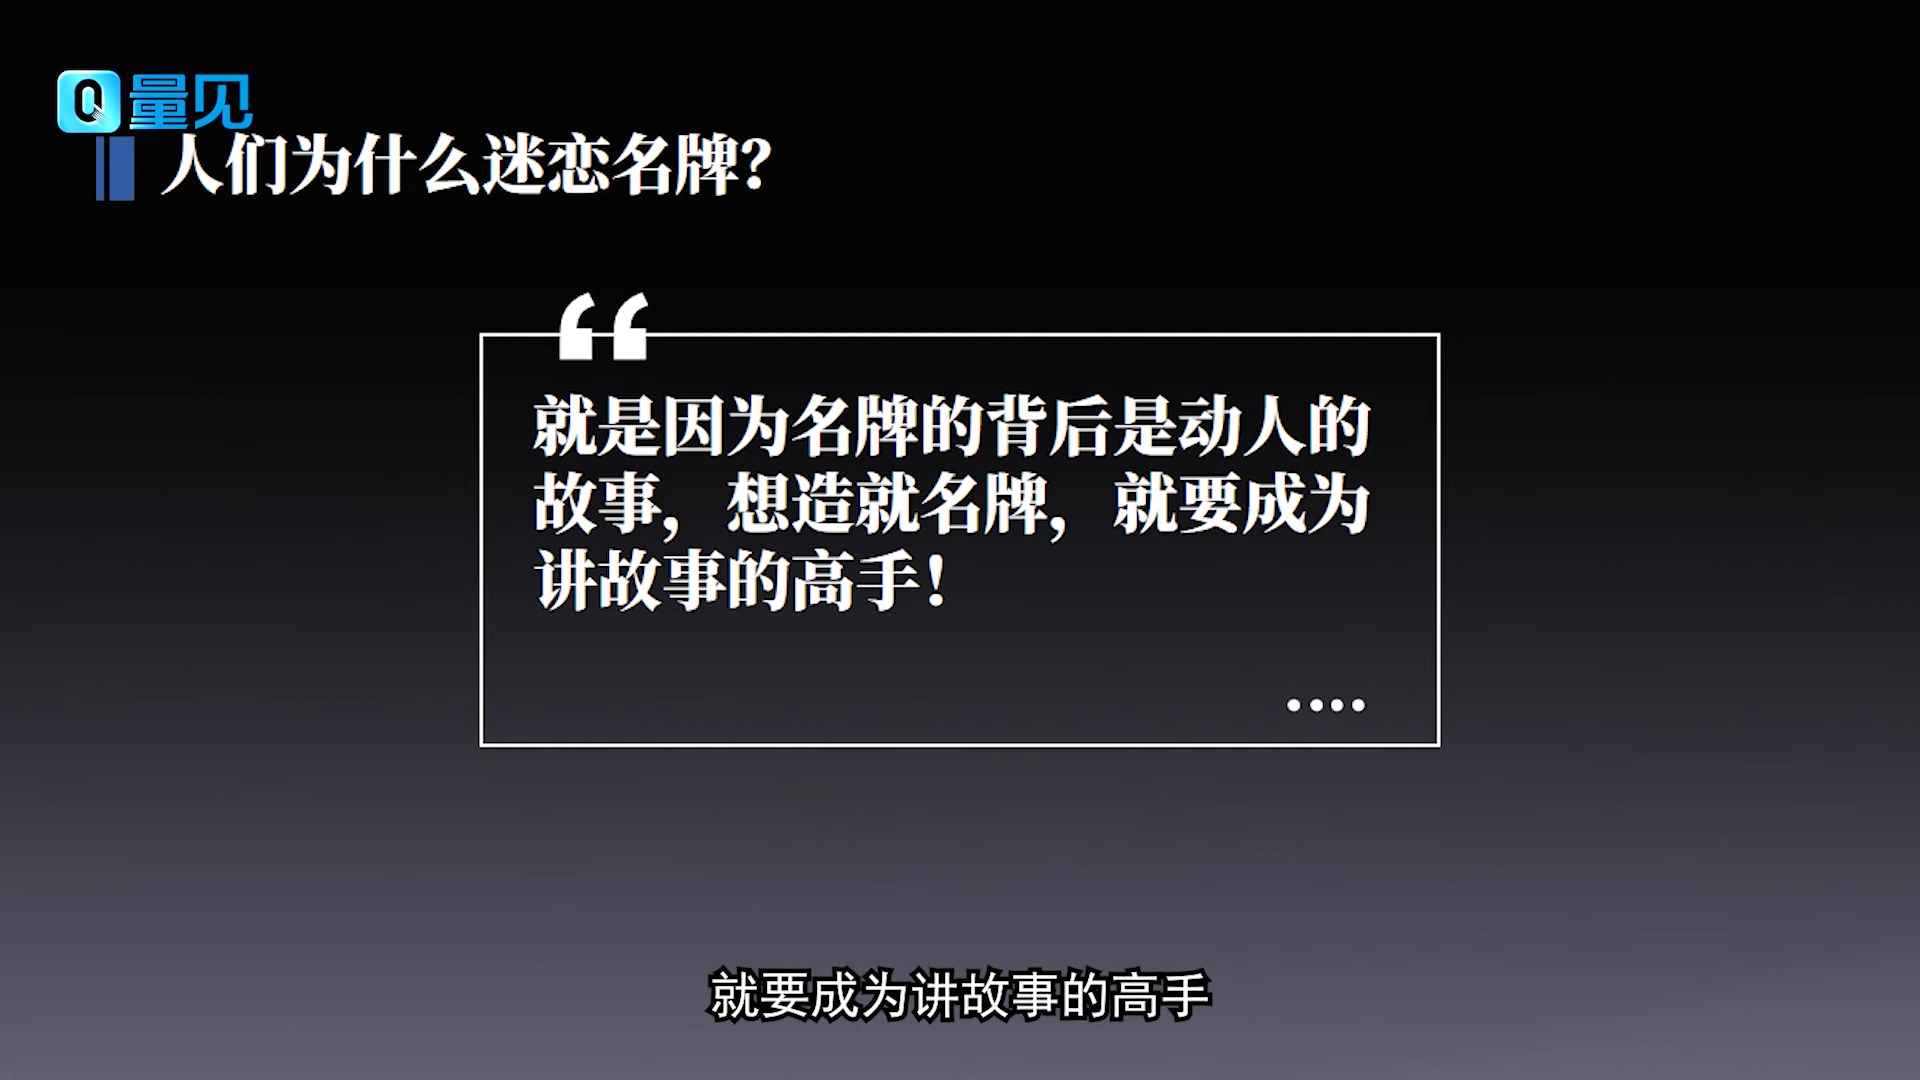 Q量见
人们为什么迷恋名牌？
就是因为名牌的背后是动人的
故事，想造就名牌，就要成为
讲故事的高手！
就要成为讲故事的高手